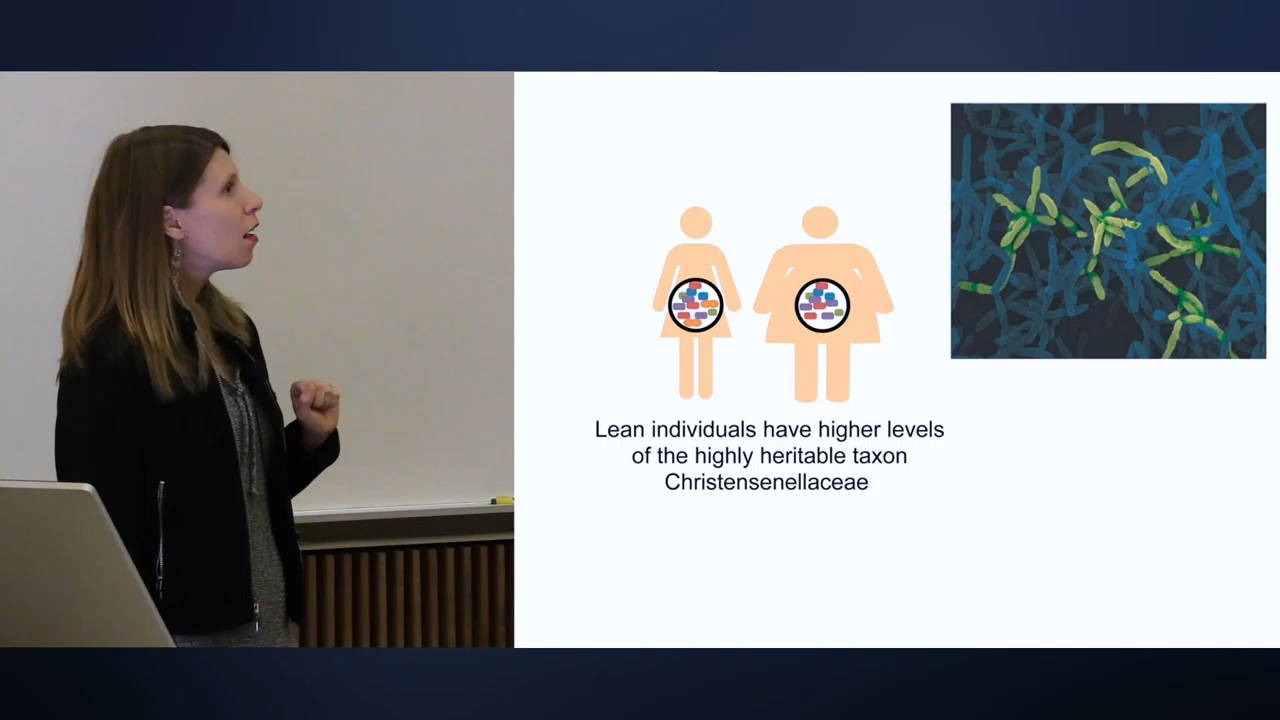 Lean individuals have higher levels
of the highly heritable taxon
Christensenellaceae